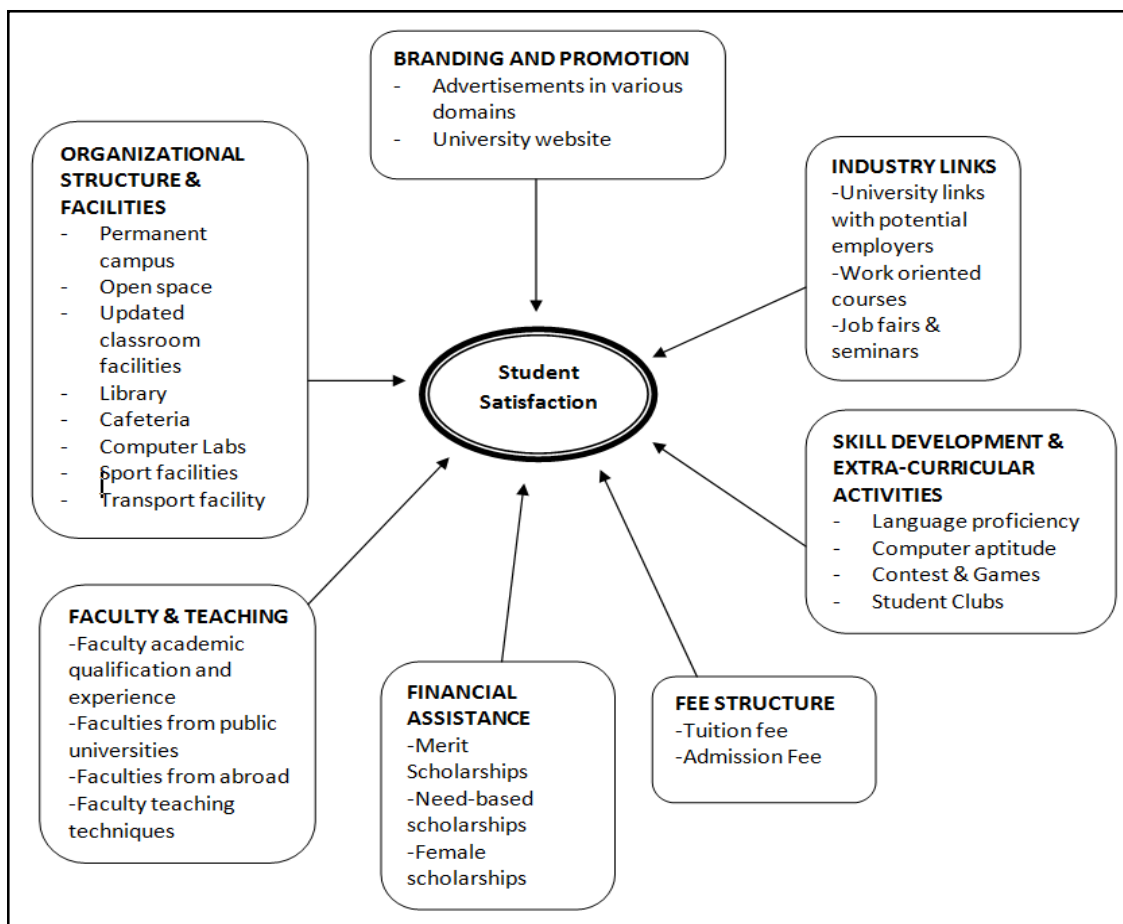 BRANDING AND PROMOTION
- Advertisements in various
domains
- University website
ORGANIZATIONAL
STRUCTURE &
FACILITIES
- Permanent
campus
- Open space
- Updated
classroom
facilities
- Library
- Cafeteria
- Computer Labs
- Sport facilities
- Transport facility
INDUSTRY LINKS
-University links
with potential
employers
-Work oriented
courses
-Job fairs &
seminars
Student
Satisfaction
SKILL DEVELOPMENT &
EXTRA-CURRICULAR
ACTIVITIES
- Language proficiency
- Computer aptitude
- Contest & Games
- Student Clubs
FACULTY & TEACHING
-Faculty academic
qualification and
experience
-Faculties from public
universities
-Faculties from abroad
-Faculty teaching
techniques
FINANCIAL
ASSISTANCE
-Merit
Scholarships
-Need-based
scholarships
-Female
scholarships
FEE STRUCTURE
-Tuition fee
-Admission Fee